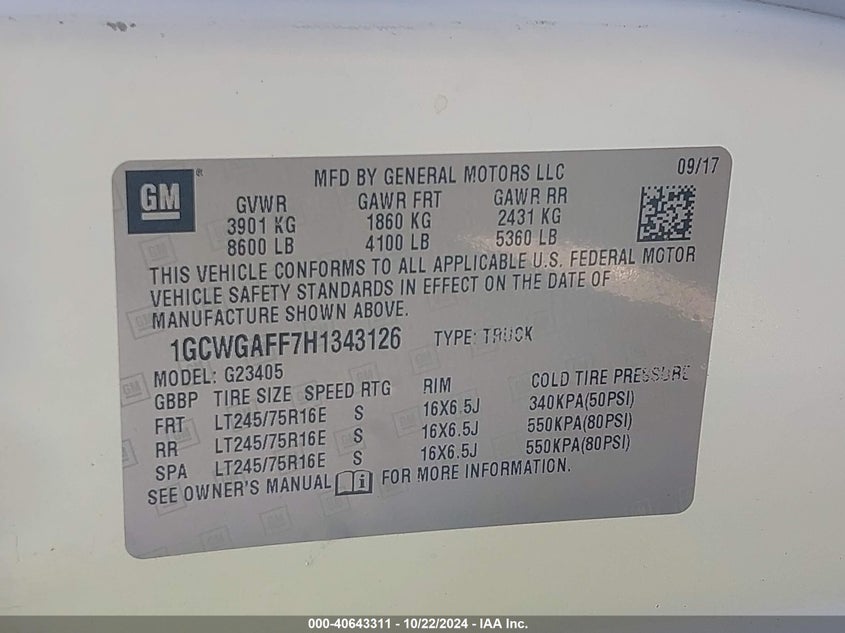 GM®
MFD BY GENERAL MOTORS LLC 09/17
GVWR GAWR FRT GAWR RR
3901 KG 1860 KG 2431 KG
8600 LB 4100 LB 5360 LB
THIS VEHICLE CONFORMS TO ALL APPLICABLE U.S. FEDERAL MOTOR
VEHICLE SAFETY STANDARDS IN EFFECT ON THE DATE OF
MANUFACTURE SHOWN ABOVE.
1GCWGAFF7H1343126 TYPE: TRUCK
MODEL: G23405
GBBP TIRE SIZE SPEED RTG RIM COLD TIRE PRESSURE
FRT LT245/75R16E S 16X6.5J 340KPA(50PSI)
RR LT245/75R16E S 16X6.5J 550KPA(80PSI)
SPA LT245/75R16E S 16X6.5J 550KPA(80PSI)
SEE OWNER'S MANUAL FOR MORE INFORMATION.
000-40643311 - 10/22/2024 - IAA Inc.